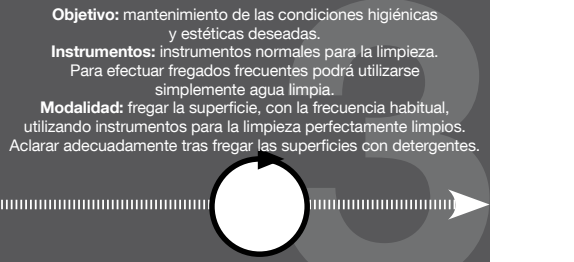 3
Objetivo: mantenimiento de las condiciones higiénicas
y estéticas deseadas.
Instrumentos: instrumentos normales para la limpieza.
Para efectuar fregados frecuentes podrá utilizarse
simplemente agua limpia.
Modalidad: fregar la superficie, con la frecuencia habitual,
utilizando instrumentos para la limpieza perfectamente limpios.
Aclarar adecuadamente tras fregar las superficies con detergentes.